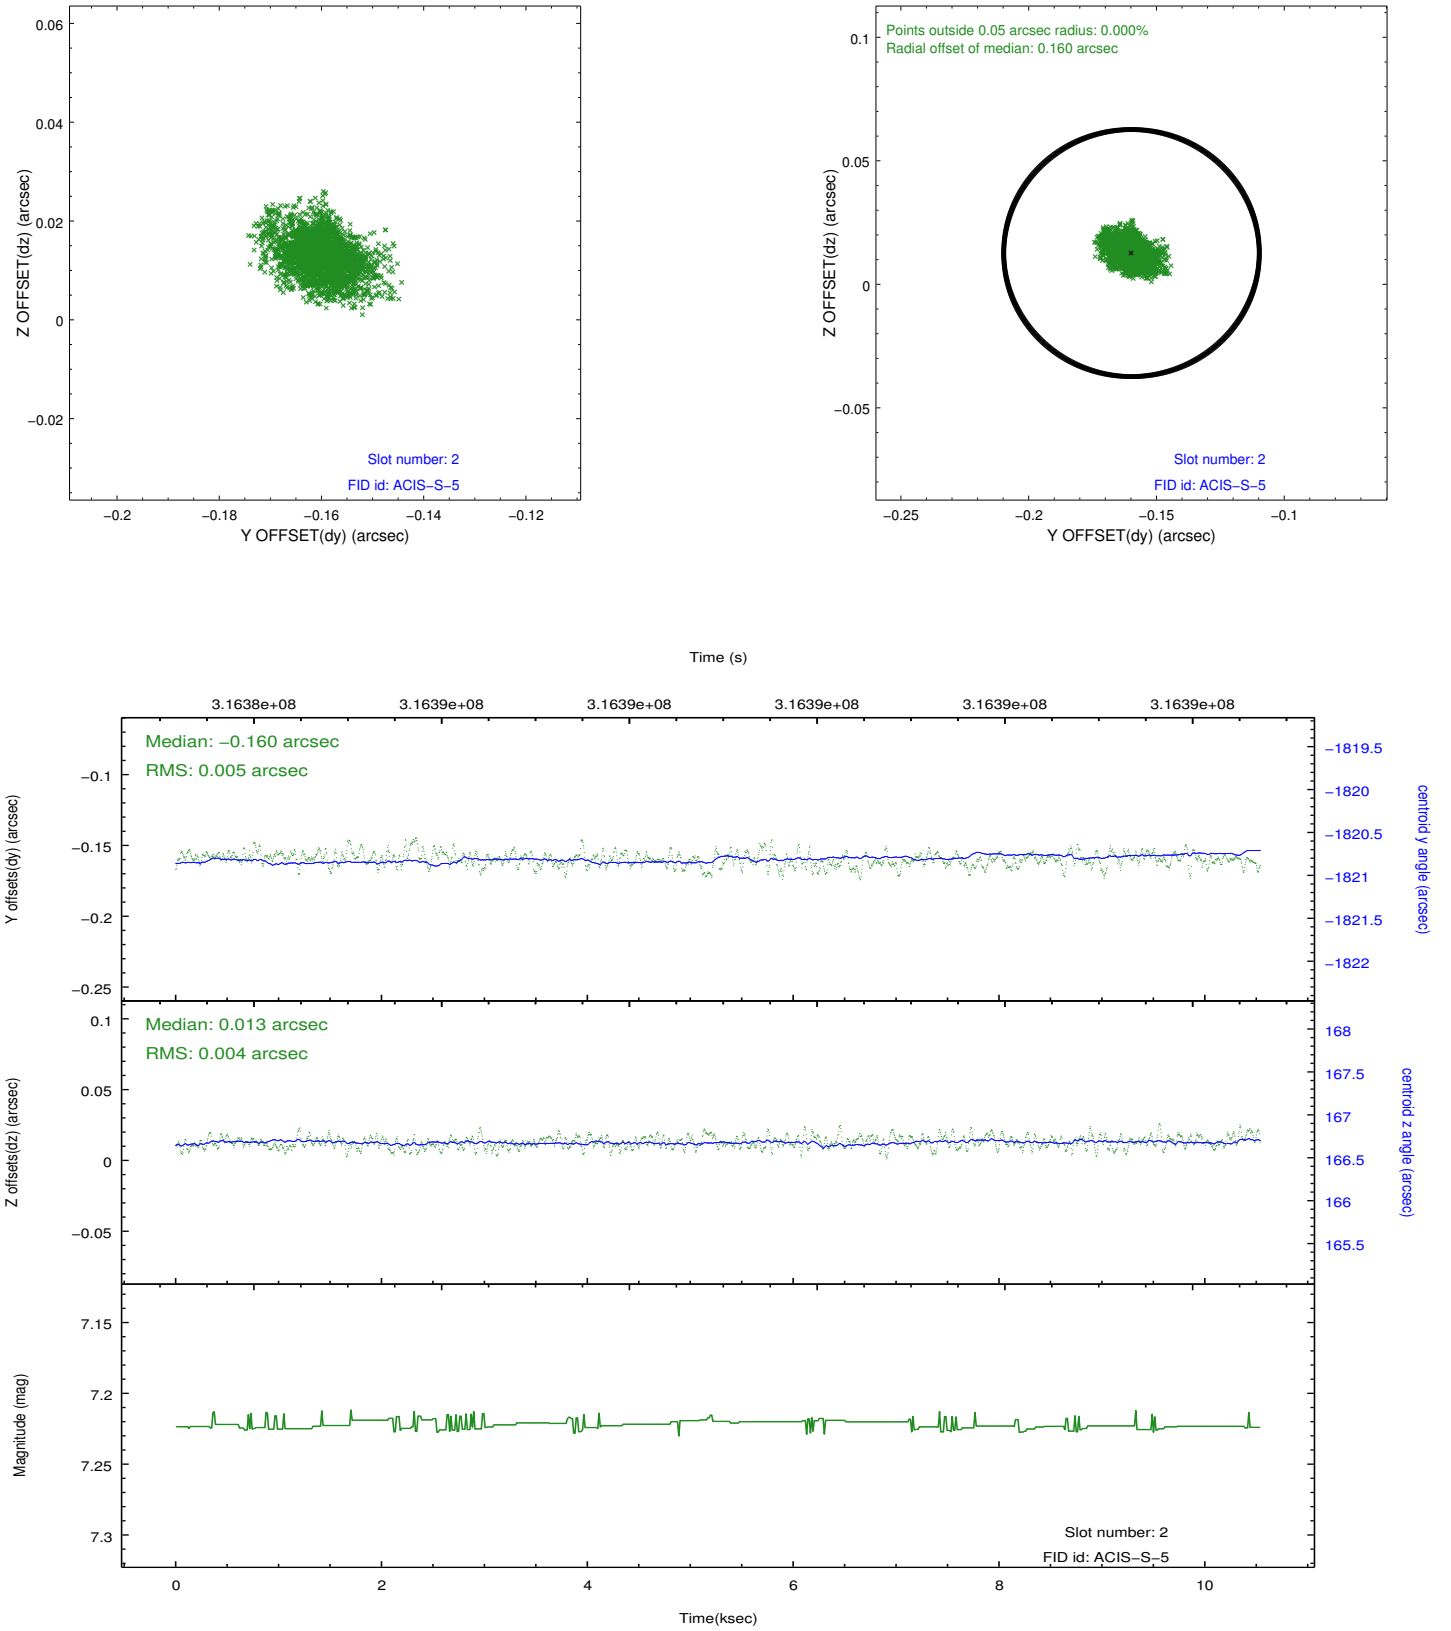 0.06
0.04
0.02
0
−0.02
Z OFFSET(dz) (arcsec)
Slot number: 2
FID id: ACIS−S−5
−0.2
−0.18
−0.16
−0.14
−0.12
Y OFFSET(dy) (arcsec)
Points outside 0.05 arcsec radius: 0.000%
Radial offset of median: 0.160 arcsec
0.1
0.05
0
−0.05
Z OFFSET(dz) (arcsec)
Slot number: 2
FID id: ACIS−S−5
−0.25
−0.2
−0.15
−0.1
Y OFFSET(dy) (arcsec)
Time (s)
3.1638e+08
3.1639e+08
3.1639e+08
3.1639e+08
3.1639e+08
3.1639e+08
Median: −0.160 arcsec
RMS: 0.005 arcsec
−0.1
−0.15
−0.2
−0.25
Y offsets(dy) (arcsec)
−1819.5
−1820
−1820.5
−1821
−1821.5
−1822
centroid y angle (arcsec)
Median: 0.013 arcsec
RMS: 0.004 arcsec
0.1
0.05
0
−0.05
Z offsets(dz) (arcsec)
168
167.5
167
166.5
166
165.5
centroid z angle (arcsec)
7.15
7.2
7.25
7.3
Magnitude (mag)
Slot number: 2
FID id: ACIS−S−5
0
2
4
6
8
10
Time(ksec)